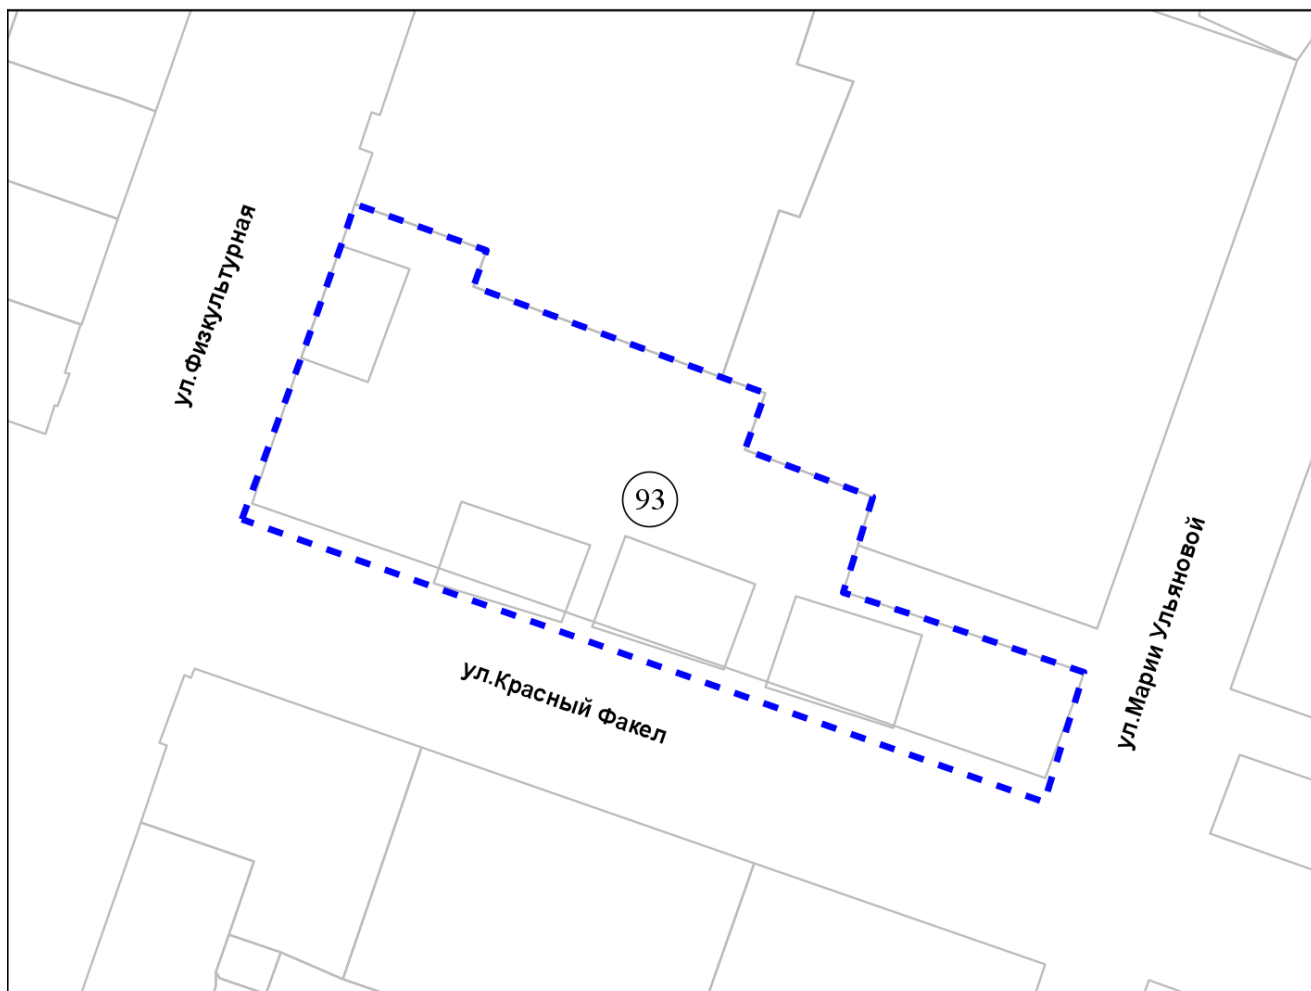 ул.Физкультурная
93
ул.Марии Ульяновой
ул.Красный Факел